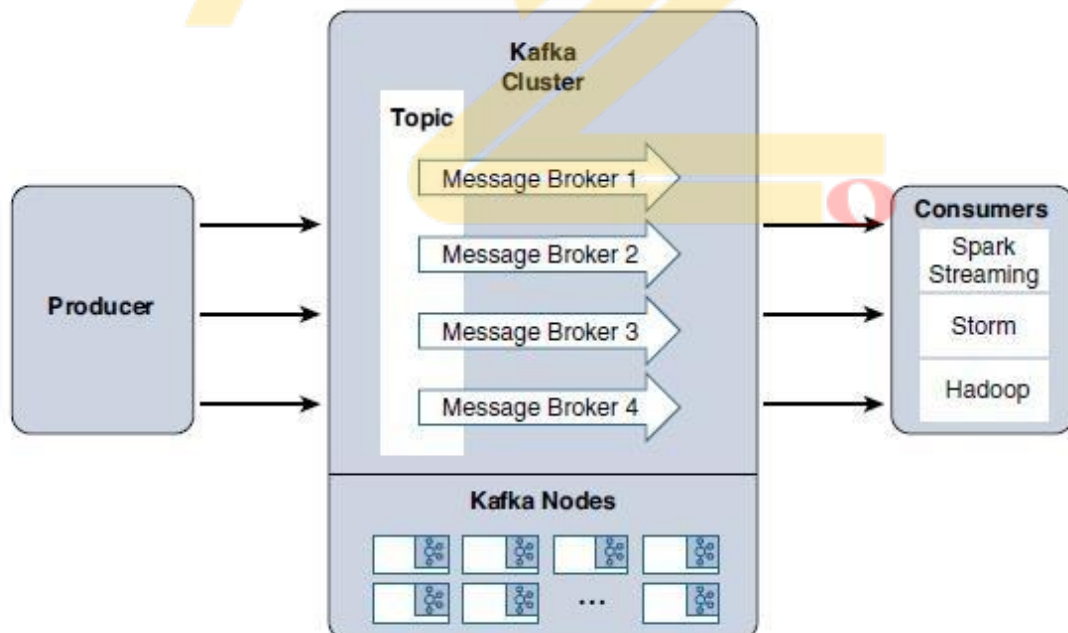 Kafka
Cluster
Topic
Message Broker 1
Message Broker 2
Message Broker 3
Message Broker 4
Producer
Consumers
Spark
Streaming
Storm
Hadoop
Kafka Nodes
...